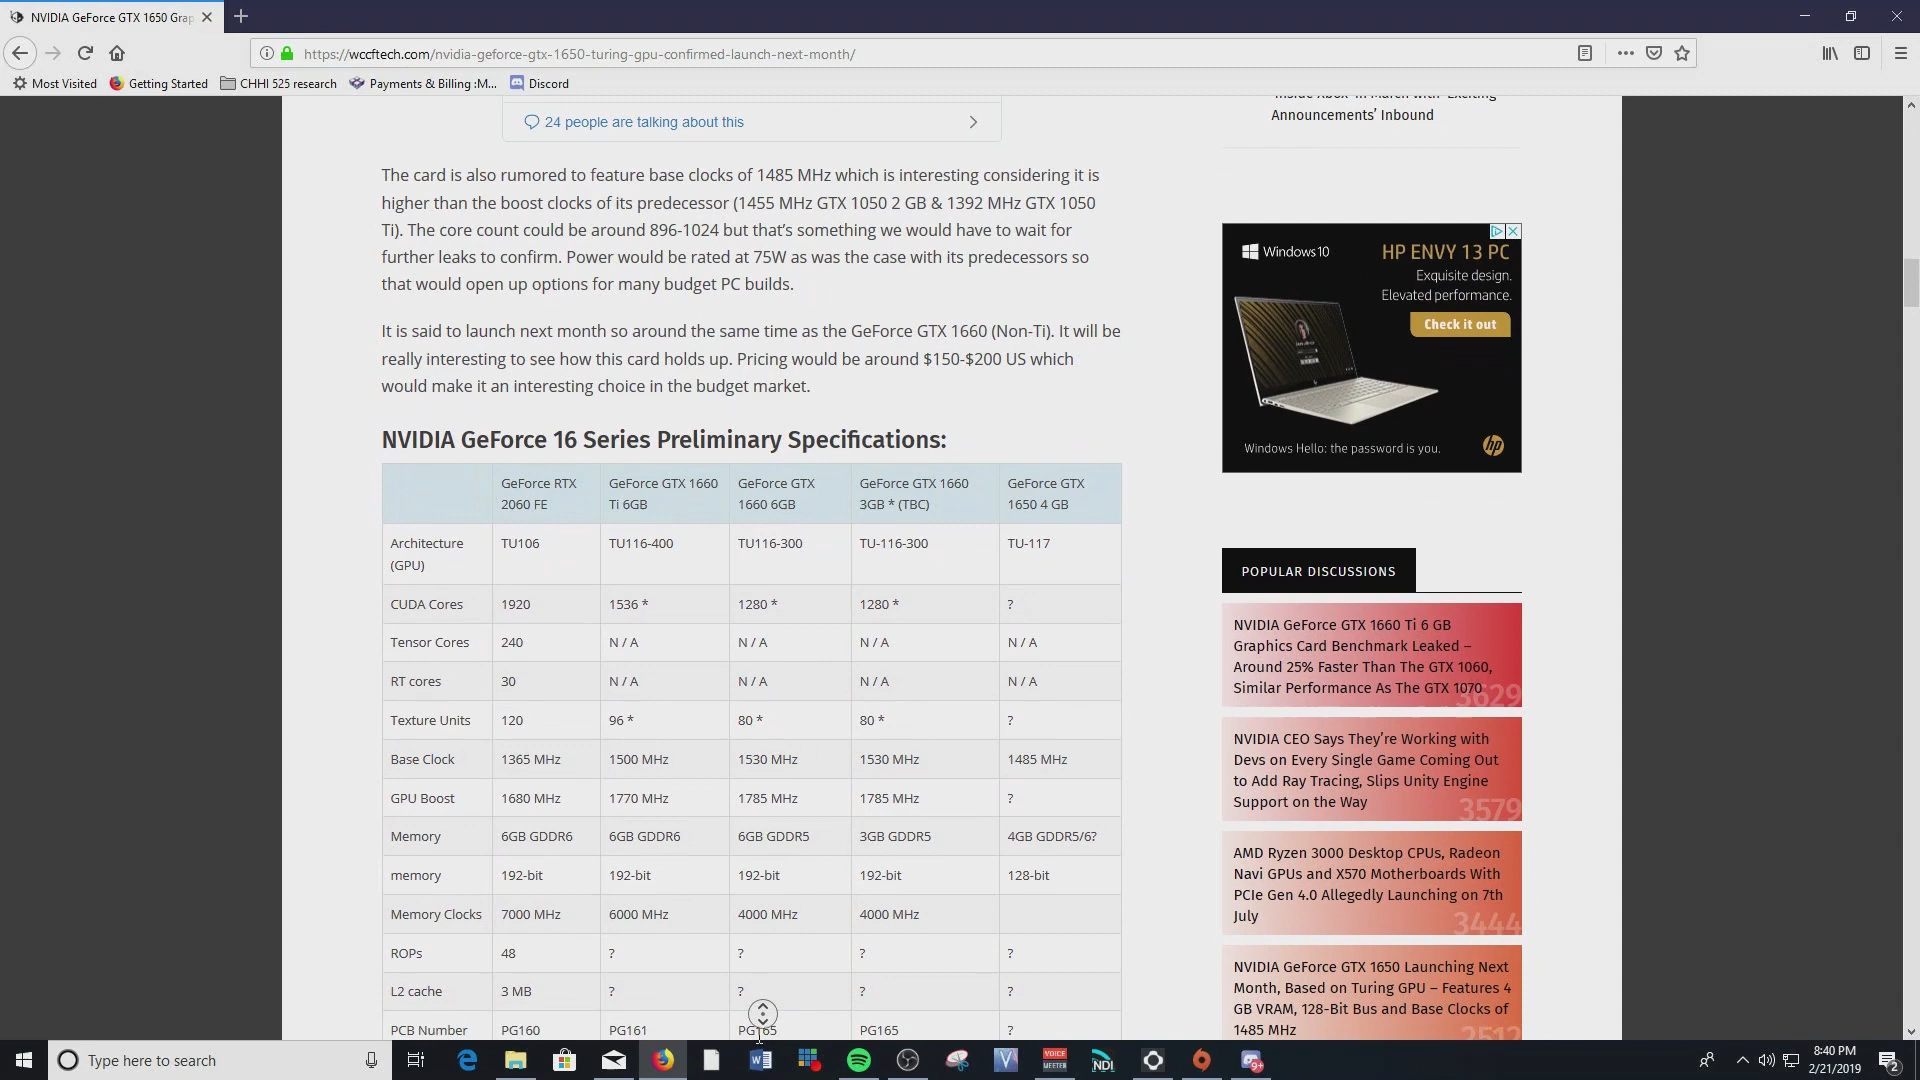 NVIDIA GeForce GTX 1650 Grap
https://wccftech.com/nvidia-geforce-gtx-1650-turing-gpu-confirmed-launch-next-month/
Most Visited Getting Started CHHI 525 research Payments & Billing :M... Discord
24 people are talking about this
The card is also rumored to feature base clocks of 1485 MHz which is interesting considering it is
higher than the boost clocks of its predecessor (1455 MHz GTX 1050 2 GB & 1392 MHz GTX 1050
Ti). The core count could be around 896-1024 but that’s something we would have to wait for
further leaks to confirm. Power would be rated at 75W as was the case with its predecessors so
that would open up options for many budget PC builds.
It is said to launch next month so around the same time as the GeForce GTX 1660 (Non-Ti). It will be
really interesting to see how this card holds up. Pricing would be around $150-$200 US which
would make it an interesting choice in the budget market.
NVIDIA GeForce 16 Series Preliminary Specifications:
GeForce RTX 2060 FE GeForce GTX 1660 Ti 6GB GeForce GTX 1660 6GB GeForce GTX 1660 3GB * (TBC) GeForce GTX 1650 4 GB
Architecture (GPU) TU106 TU116-400 TU116-300 TU-116-300 TU-117
CUDA Cores 1920 1536 * 1280 * 1280 * ?
Tensor Cores 240 N / A N / A N / A N / A
RT cores 30 N / A N / A N / A N / A
Texture Units 120 96 * 80 * 80 * ?
Base Clock 1365 MHz 1500 MHz 1530 MHz 1530 MHz 1485 MHz
GPU Boost 1680 MHz 1770 MHz 1785 MHz 1785 MHz ?
Memory 6GB GDDR6 6GB GDDR6 6GB GDDR5 3GB GDDR5 4GB GDDR5/6?
memory 192-bit 192-bit 192-bit 192-bit 128-bit
Memory Clocks 7000 MHz 6000 MHz 4000 MHz 4000 MHz
ROPs 48 ? ? ? ?
L2 cache 3 MB ? ? ? ?
PCB Number PG160 PG161 PG165 PG165 ?
Inside Xbox’ in March with ‘Exciting
Announcements’ Inbound
Windows 10
HP ENVY 13 PC
Exquisite design.
Elevated performance.
Check it out
Windows Hello: the password is you.
hp
POPULAR DISCUSSIONS
NVIDIA GeForce GTX 1660 Ti 6 GB
Graphics Card Benchmark Leaked –
Around 25% Faster Than The GTX 1060,
Similar Performance As The GTX 1070
3629
NVIDIA CEO Says They’re Working with
Devs on Every Single Game Coming Out
to Add Ray Tracing, Slips Unity Engine
Support on the Way
3579
AMD Ryzen 3000 Desktop CPUs, Radeon
Navi GPUs and X570 Motherboards With
PCIe Gen 4.0 Allegedly Launching on 7th
July
3444
NVIDIA GeForce GTX 1650 Launching Next
Month, Based on Turing GPU – Features 4
GB VRAM, 128-Bit Bus and Base Clocks of
1485 MHz
2512
Type here to search
VOICE
MEETER
NDI
9+
8:40 PM
2/21/2019
2